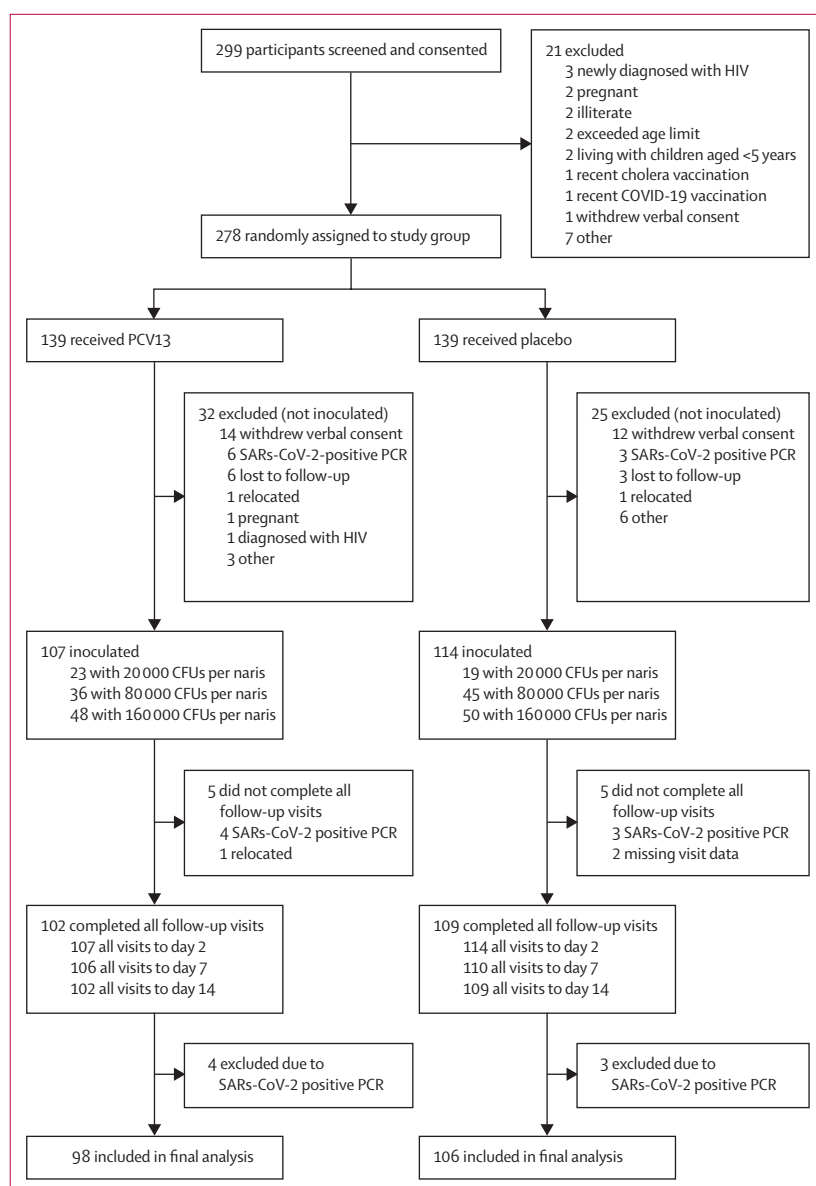 299 participants screened and consented
21 excluded
3 newly diagnosed with HIV
2 pregnant
2 illiterate
2 exceeded age limit
2 living with children aged <5 years
1 recent cholera vaccination
1 recent COVID-19 vaccination
1 withdrew verbal consent
7 other
278 randomly assigned to study group
139 received PCV13
139 received placebo
32 excluded (not inoculated)
14 withdrew verbal consent
6 SARs-CoV-2-positive PCR
6 lost to follow-up
1 relocated
1 pregnant
1 diagnosed with HIV
3 other
25 excluded (not inoculated)
12 withdrew verbal consent
3 SARs-CoV-2 positive PCR
3 lost to follow-up
1 relocated
6 other
107 inoculated
23 with 20 000 CFUs per naris
36 with 80 000 CFUs per naris
48 with 160 000 CFUs per naris
114 inoculated
19 with 20 000 CFUs per naris
45 with 80 000 CFUs per naris
50 with 160 000 CFUs per naris
5 did not complete all
follow-up visits
4 SARs-CoV-2 positive PCR
1 relocated
5 did not complete all
follow-up visits
3 SARs-CoV-2 positive PCR
2 missing visit data
102 completed all follow-up visits
107 all visits to day 2
106 all visits to day 7
102 all visits to day 14
109 completed all follow-up visits
114 all visits to day 2
110 all visits to day 7
109 all visits to day 14
4 excluded due to
SARs-CoV-2 positive PCR
3 excluded due to
SARs-CoV-2 positive PCR
98 included in final analysis
106 included in final analysis